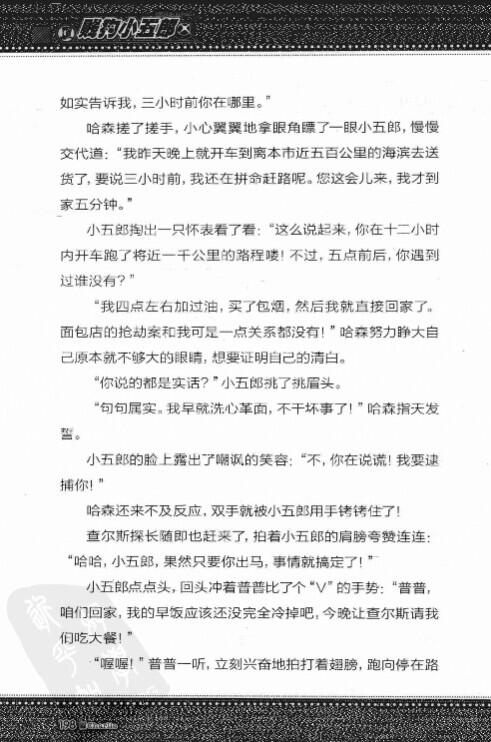 我的小五郎
如实告诉我，三小时前你在哪里。”
哈森搓了搓手，小心翼翼地拿眼角瞟了一眼小五郎，慢慢
交代道：“我昨天晚上就开车到离本市近五百公里的海滨去送
货了，要说三小时前，我还在拼命赶路呢。您这会儿来，我才到
家五分钟。”
小五郎掏出一只怀表看了看：“这么说起来，你在十二小时
内开车跑了将近一千公里的路程喽！不过，五点前后，你遇到
过谁没有？”
“我四点左右加过油，买了包烟，然后我就直接回家了。
面包店的抢劫案和我可是一点关系都没有！”哈森努力睁大自
己原本就不够大的眼睛，想要证明自己的清白。
“你说的都是实话？”小五郎挑了挑眉头。
“句句属实。我早就洗心革面，不干坏事了！”哈森指天发
誓。
小五郎的脸上露出了嘲讽的笑容：“不，你在说谎！我要逮
捕你！”
哈森还来不及反应，双手就被小五郎用手铐铐住了！
查尔斯探长随即也赶来了，拍着小五郎的肩膀夸赞连连：
“哈哈，小五郎，果然只要你出马，事情就搞定了！”
小五郎点点头，回头冲着普普比了个“V”的手势：“普普，
咱们回家，我的早饭应该还没完全冷掉吧，今晚让查尔斯请我
们吃大餐！”
“喔喔！”普普一听，立刻兴奋地拍打着翅膀，跑向停在路